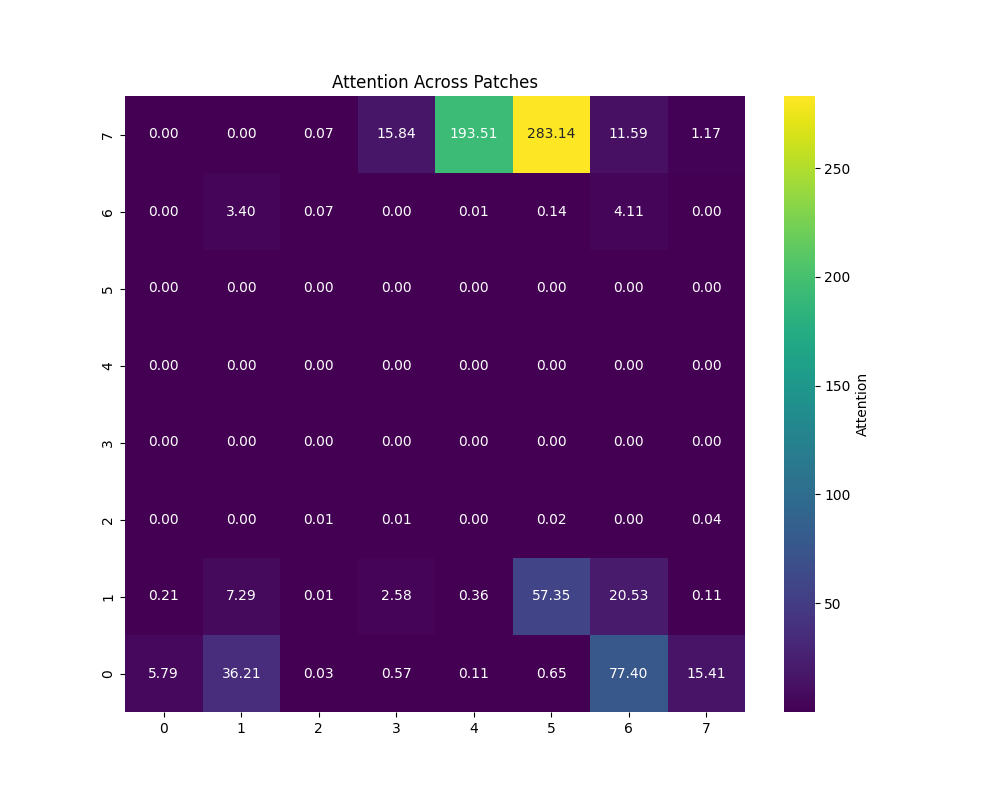 Attention Across Patches
7 0.00 0.00 0.07 15.84 193.51 283.14 11.59 1.17
6 0.00 3.40 0.07 0.00 0.01 0.14 4.11 0.00
5 0.00 0.00 0.00 0.00 0.00 0.00 0.00 0.00
4 0.00 0.00 0.00 0.00 0.00 0.00 0.00 0.00
3 0.00 0.00 0.00 0.00 0.00 0.00 0.00 0.00
2 0.00 0.00 0.01 0.01 0.00 0.02 0.00 0.04
1 0.21 7.29 0.01 2.58 0.36 57.35 20.53 0.11
0 5.79 36.21 0.03 0.57 0.11 0.65 77.40 15.41
0 1 2 3 4 5 6 7
250
200
150
100
50
Attention